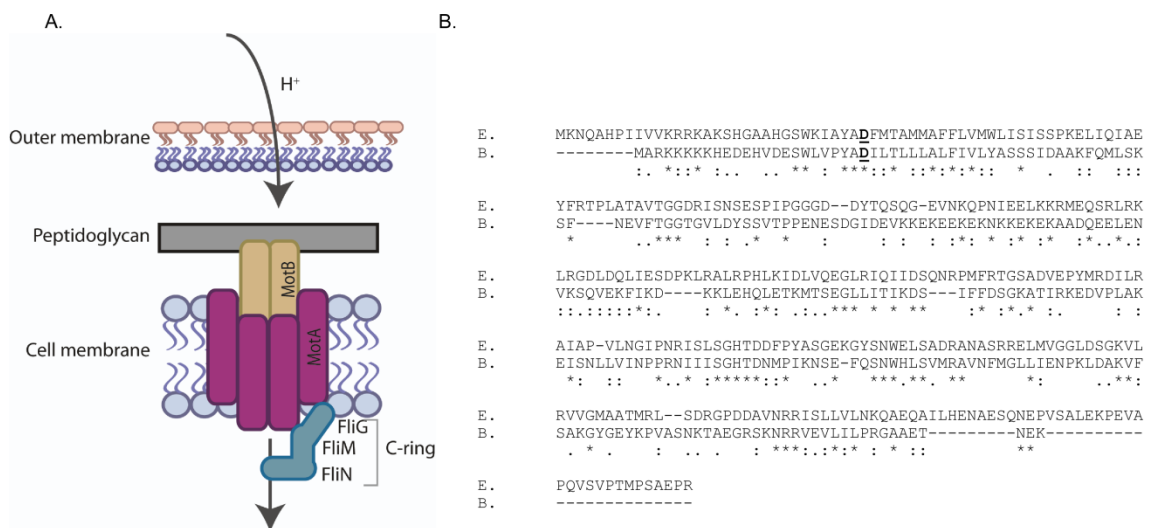 A.
H+
Outer membrane
Peptidoglycan
MotB
MotA
Cell membrane
FliG
FliM
FliN
C-ring
B.
E. MKNQAHPIIVVKRRKAKSHGAAHGSWKIAYADFMTAMMAFFLVMWLISISSPKELIQIAE
B. --------MARKKKKKHEDEHVDESWLVPYADILTLLLALFIVLYASSSIDAAKFQMLSK
:. *::* :. . .: ** ***::* ::*:*:*:: * * . *: ::
E. YFRTPLATAVTGGDRISNSESPIPGGGD--DYTQSQG-EVNKQPNIEELKKRMEQSRLRK
B. SF----NEVFTGGTGVLDYSSVTPPENESDGIDEVKKEKEEKEKNKKEKEKAADQEELEN
* ..*** : : .* * .: . : : : :*: * :* :* :*..*.:
E. LRGDLDQLIESDPKLRALRPHLKIDLVQEGLRIQIIDSQNRPMFRTGSADVEPYMRDILR
B. VKSQVEKFIKD----KKLEHQLETKMTSEGLLITIKDS---IFFDSGKATIRKEDVPLAK
::.::::*:. : *. :*: .:..*** * * ** :* :*.* :. : :
E. AIAP-VLNGIPNRISLSGHTDDFPYASGEKGYSNWELSADRANASRRELMVGGLDSGKVL
B. EISNLLVINPPRNIIISGHTDNMPIKNSE-FQSNWHLSVMRAVNFMGLLIENPKLDAKVF
*: :: . *..* :*****::* ..* ***.**. ** *: . .**:
E. RVVGMAATMRL--SDRGPDDAVNRRISLLVLNKQAEQAILHENAESQNEPVSALEKPEVA
B. SAKGYGEYKPVASNKTAEGRSKNRRVEVLILPRGAAET---------NEK----------
. * . : .. . : ***:.:*:* : * :: **
E. PQVSVPTMPSAEPR
B. --------------